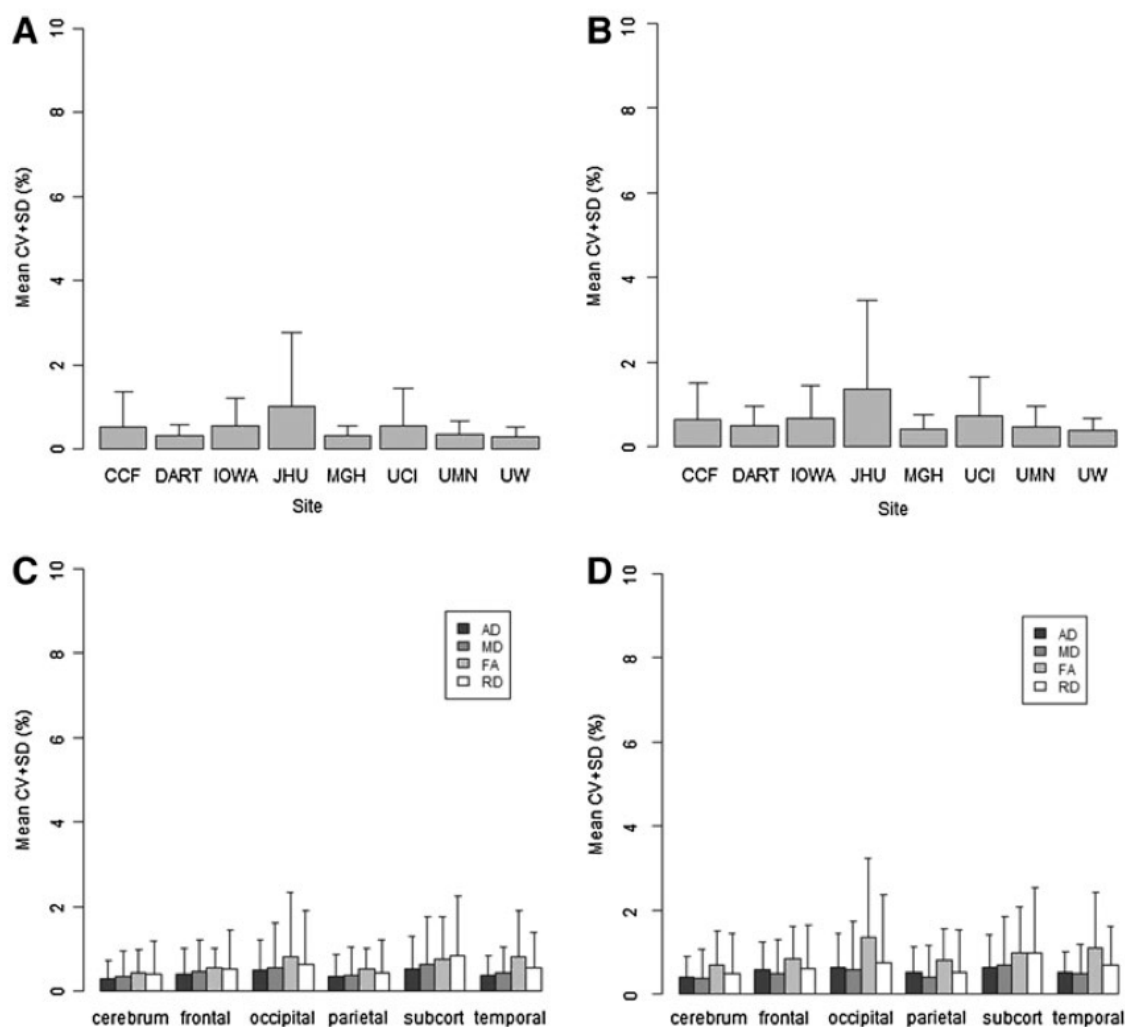 A
Mean CV+SD (%)
0 2 4 6 8 10
CCF DART IOWA JHU MGH UCI UMN UW
Site
B
Mean CV+SD (%)
0 2 4 6 8 10
CCF DART IOWA JHU MGH UCI UMN UW
Site
C
Mean CV+SD (%)
0 2 4 6 8 10
AD
MD
FA
RD
cerebrum frontal occipital parietal subcort temporal
D
Mean CV+SD (%)
0 2 4 6 8 10
AD
MD
FA
RD
cerebrum frontal occipital parietal subcort temporal